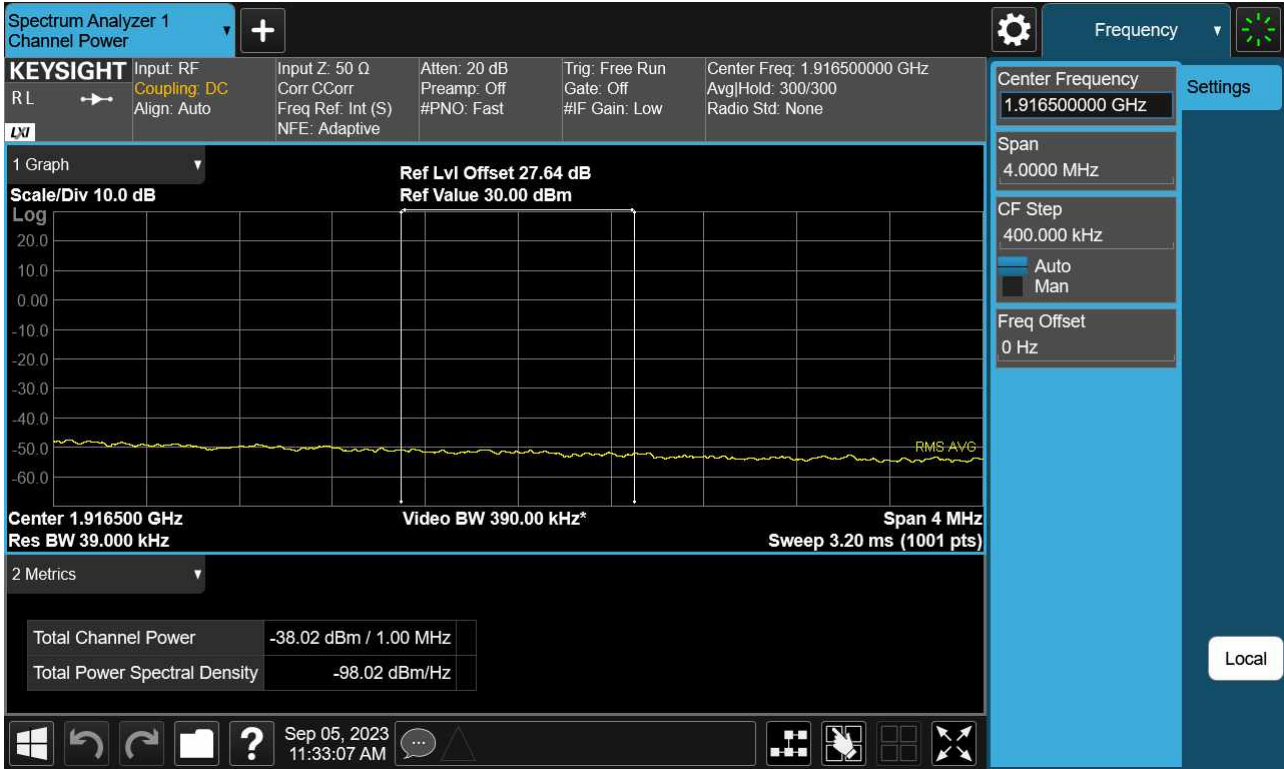 Spectrum Analyzer 1
Channel Power
+
Frequency
KEYSIGHT
R L
LXI
Input: RF
Coupling: DC
Align: Auto
Input Z: 50 Ω
Corr CCorr
Freq Ref: Int (S)
NFE: Adaptive
Atten: 20 dB
Preamp: Off
#PNO: Fast
Trig: Free Run
Gate: Off
#IF Gain: Low
Center Freq: 1.916500000 GHz
Avg|Hold: 300/300
Radio Std: None
Center Frequency
1.916500000 GHz
Settings
Span
4.0000 MHz
CF Step
400.000 kHz
Auto
Man
Freq Offset
0 Hz
Local
1 Graph
Scale/Div 10.0 dB
Ref Lvl Offset 27.64 dB
Ref Value 30.00 dBm
Log
20.0
10.0
0.00
-10.0
-20.0
-30.0
-40.0
-50.0
-60.0
RMS AVG
Center 1.916500 GHz
Video BW 390.00 kHz*
Span 4 MHz
Res BW 39.000 kHz
Sweep 3.20 ms (1001 pts)
2 Metrics
Total Channel Power -38.02 dBm / 1.00 MHz
Total Power Spectral Density -98.02 dBm/Hz
?
Sep 05, 2023
11:33:07 AM